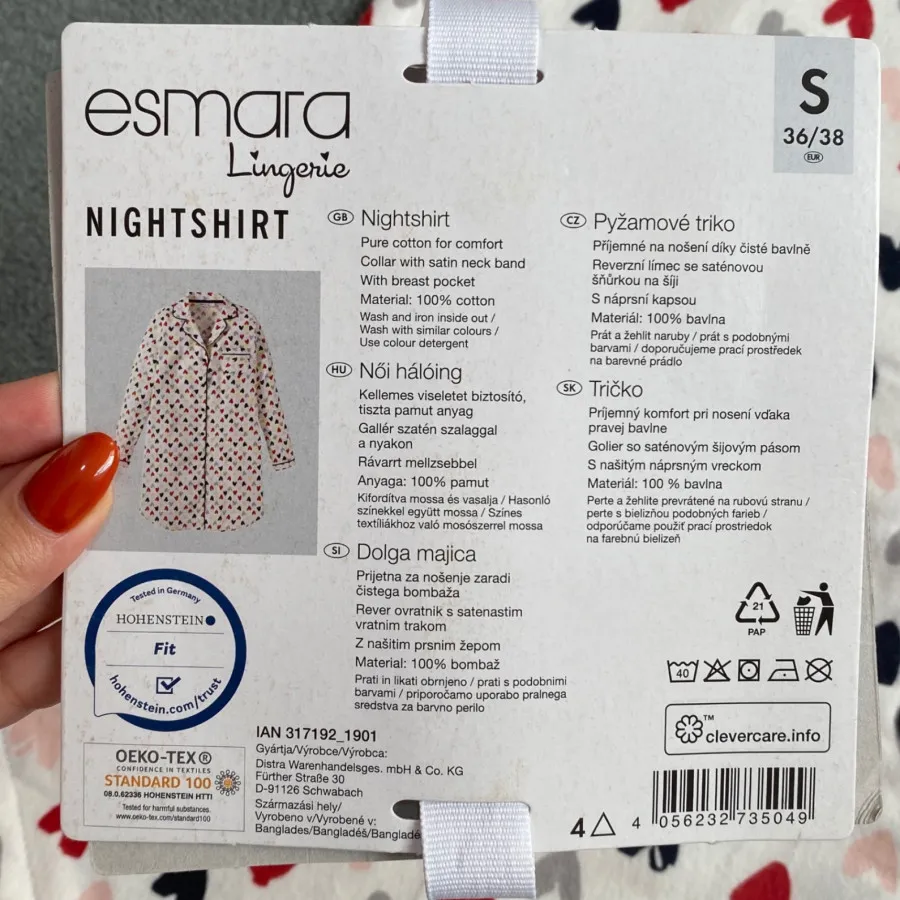 esmara
Lingerie
NIGHTSHIRT
S
36/38
EUR
GB Nightshirt
Pure cotton for comfort
Collar with satin neck band
With breast pocket
Material: 100% cotton
Wash and iron inside out /
Wash with similar colours /
Use colour detergent
HU Női hálóing
Kellemes viseletet biztosító,
tiszta pamut anyag
Gallér szatén szalaggal
a nyakon
Rávarrt mellzsebbel
Anyaga: 100% pamut
Kifordítva mossa és vasalja / Hasonló
színekkel együtt mossa / Színes
textíliákhoz való mosószerrel mossa
SI Dolga majica
Prijetna za nošenje zaradi
čistega bombaža
Rever ovratnik s satenastim
vratnim trakom
Z našitim prsnim žepom
Material: 100% bombaž
Prati in likati obrnjeno / prati s podobnimi
barvami / priporočamo uporabo pralnega
sredstva za barvno perilo
CZ Pyžamové triko
Příjemné na nošení díky čisté bavlně
Reverzní límec se saténovou
šňůrkou na šíji
S náprsní kapsou
Materiál: 100% bavlna
Prát a žehlit naruby / prát s podobnými
barvami / doporučujeme prací prostředek
na barevné prádlo
SK Tričko
Príjemný komfort pri nosení vďaka
pravej bavlne
Golier so saténovým šijovým pásom
S našitým náprsným vreckom
Materiál: 100 % bavlna
Perte a žehlite prevrátené na rubovú stranu /
perte s bielizňou podobných farieb /
odporúčame použiť prací prostriedok
na farebnú bielizeň
Tested in Germany
HOHENSTEIN
Fit
hohenstein.com/trust
OEKO-TEX®
CONFIDENCE IN TEXTILES
STANDARD 100
08.0.62336 HOHENSTEIN HTTI
Tested for harmful substances.
www.oeko-tex.com/standard100
IAN 317192_1901
Gyártja/Výrobce/Výrobca:
Distra Warenhandelsges. mbH & Co. KG
Fürther Straße 30
D-91126 Schwabach
Származási hely/
Vyrobeno v/Vyrobené v:
Banglades/Bangladéš/Bangladé
21
PAP
40
™
clevercare.info
4
4 056232 735049